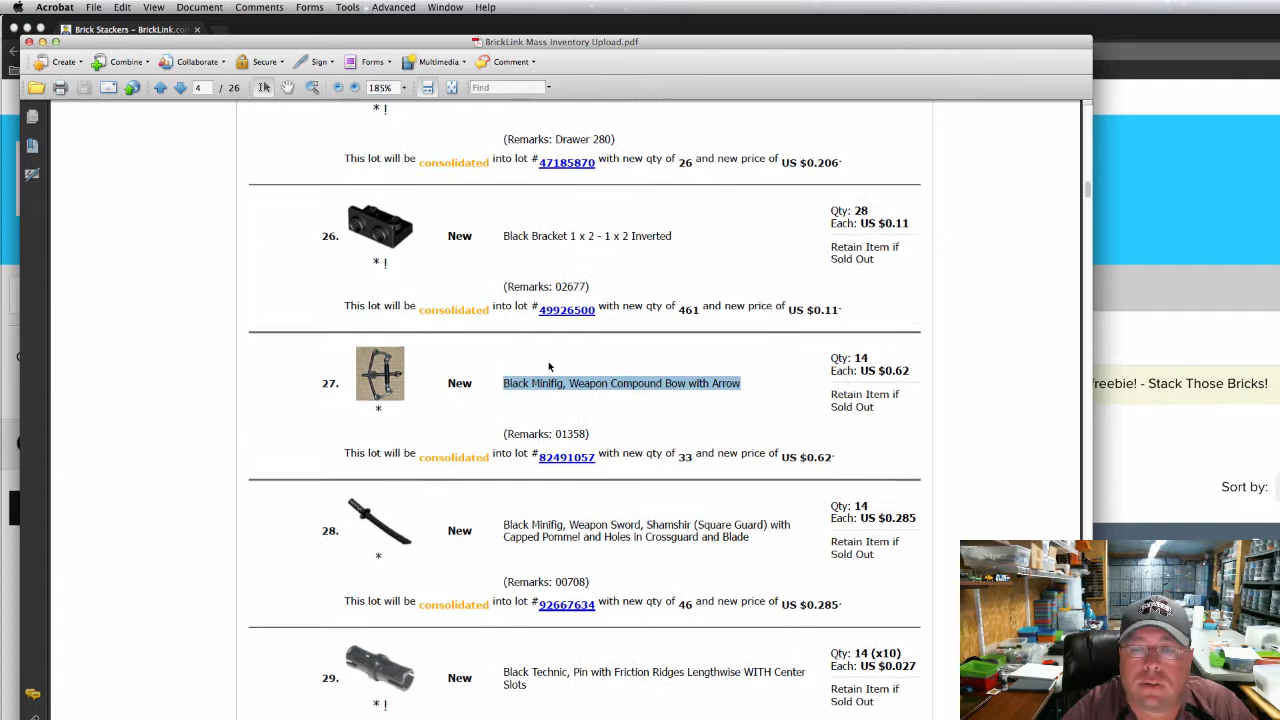 Acrobat File Edit View Document Comments Forms Tools Advanced Window Help
Brick Stackers – BrickLink.co
BrickLink Mass Inventory Upload.pdf
Create Combine Collaborate Secure Sign Forms Multimedia Comment
4 / 26 185% Find
* !
(Remarks: Drawer 280)
This lot will be consolidated into lot #47185870 with new qty of 26 and new price of US $0.206.
Qty: 28
Each: US $0.11
26. New Black Bracket 1 x 2 - 1 x 2 Inverted
Retain Item if
Sold Out
* !
(Remarks: 02677)
This lot will be consolidated into lot #49926500 with new qty of 461 and new price of US $0.11.
Qty: 14
Each: US $0.62
27. New Black Minifig, Weapon Compound Bow with Arrow
Retain Item if
Sold Out
*
(Remarks: 01358)
This lot will be consolidated into lot #82491057 with new qty of 33 and new price of US $0.62.
Qty: 14
Each: US $0.285
28. New Black Minifig, Weapon Sword, Shamshir (Square Guard) with
Capped Pommel and Holes in Crossguard and Blade
Retain Item if
Sold Out
*
(Remarks: 00708)
This lot will be consolidated into lot #92667634 with new qty of 46 and new price of US $0.285.
Qty: 14 (x10)
Each: US $0.027
29. New Black Technic, Pin with Friction Ridges Lengthwise WITH Center
Slots
Retain Item if
Sold Out
* !
freebie! - Stack Those Bricks!
Sort by: